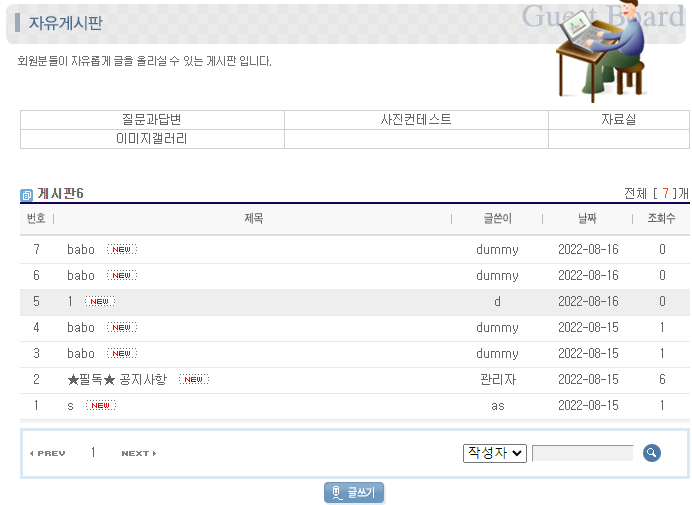 자유게시판
Guest Board
회원분들이 자유롭게 글을 올리실 수 있는 게시판 입니다.
질문과답변 사진컨테스트 자료실
이미지갤러리
게시판6 전체 [ 7 ]개
번호 제목 글쓴이 날짜 조회수
7 babo NEW dummy 2022-08-16 0
6 babo NEW dummy 2022-08-16 0
5 1 NEW d 2022-08-16 0
4 babo NEW dummy 2022-08-15 1
3 babo NEW dummy 2022-08-15 1
2 ★필독★ 공지사항 NEW 관리자 2022-08-15 6
1 s NEW as 2022-08-15 1
PREV 1 NEXT 작성자
글쓰기